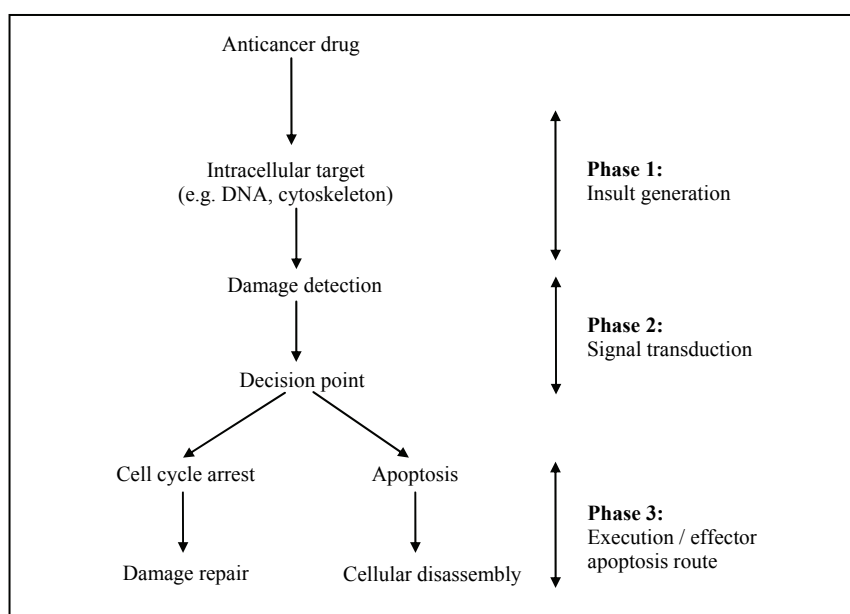 Anticancer drug
Intracellular target
(e.g. DNA, cytoskeleton)
Phase 1:
Insult generation
Damage detection
Phase 2:
Signal transduction
Decision point
Cell cycle arrest
Apoptosis
Phase 3:
Execution / effector
apoptosis route
Damage repair
Cellular disassembly